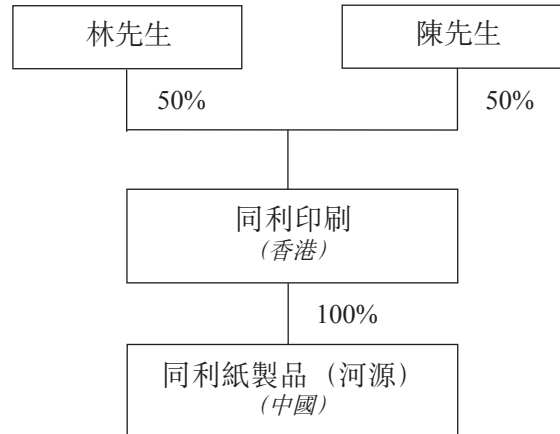 林先生
陳先生
50%
50%
同利印刷
(香港)
100%
同利紙製品（河源）
(中國)